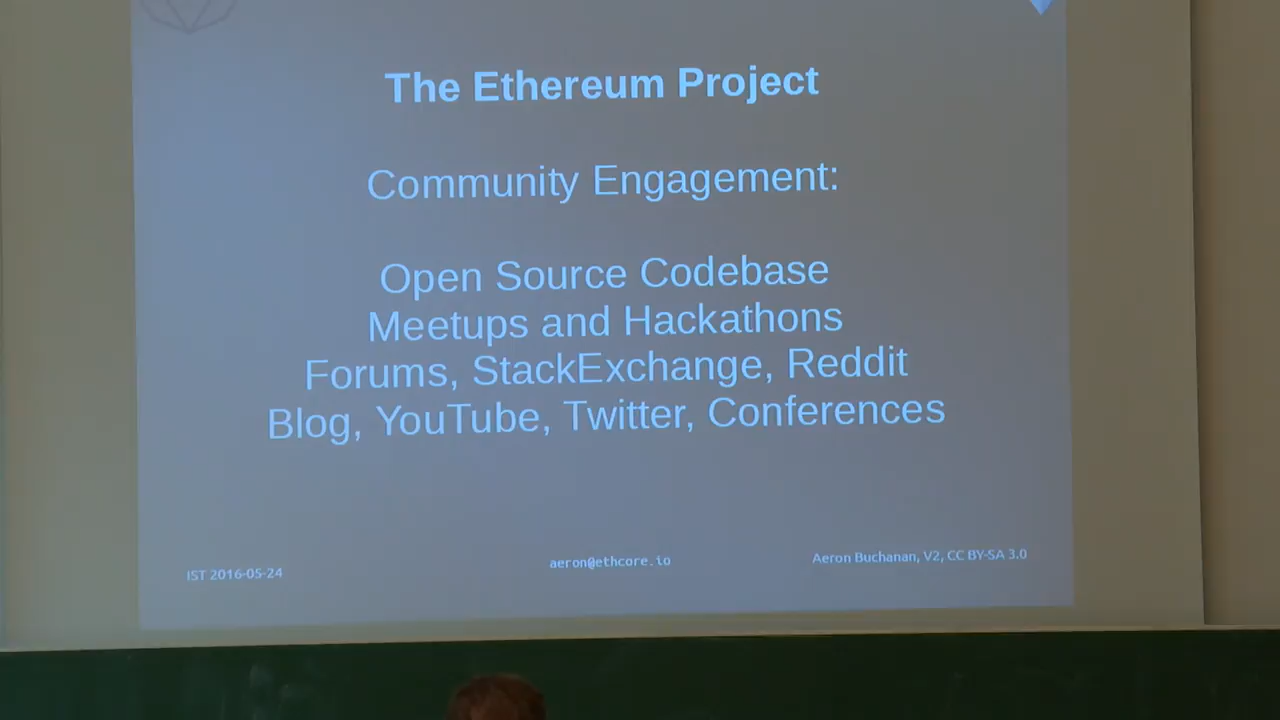 The Ethereum Project
Community Engagement:
Open Source Codebase
Meetups and Hackathons
Forums, StackExchange, Reddit
Blog, YouTube, Twitter, Conferences
IST 2016-05-24
aeron@ethcore.io
Aeron Buchanan, V2, CC BY-SA 3.0